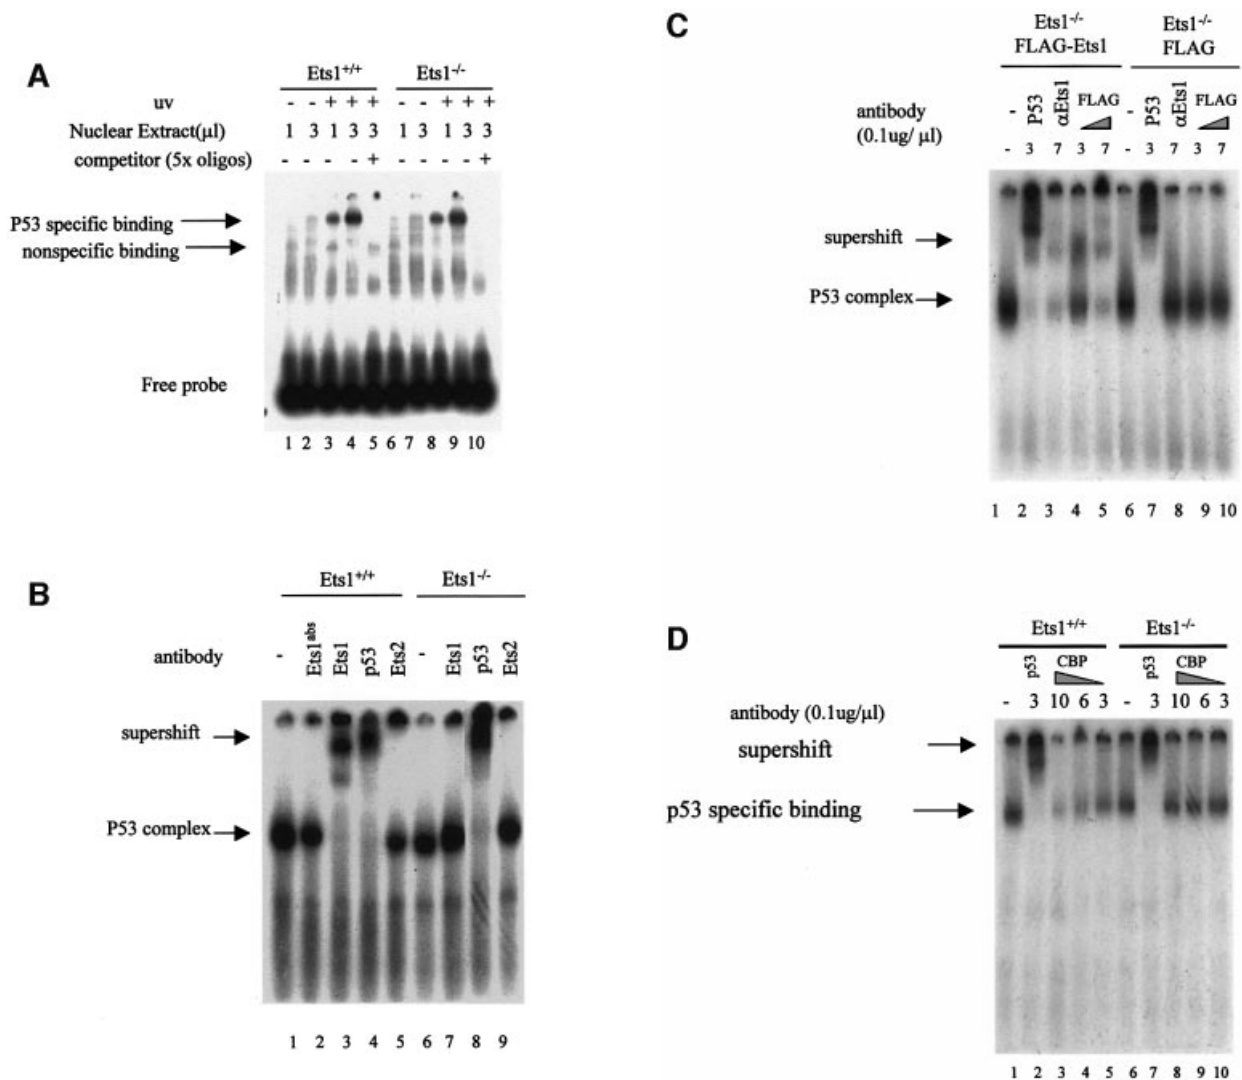 A
Ets1+/+ Ets1-/-
uv - - + + + - - + + +
Nuclear Extract(µl) 1 3 1 3 3 1 3 1 3 3
competitor (5x oligos) - - - - + - - - - +
P53 specific binding
nonspecific binding
Free probe
1 2 3 4 5 6 7 8 9 10
B
Ets1+/+ Ets1-/-
antibody - Ets1abs Ets1 p53 Ets2 - Ets1 p53 Ets2
supershift
P53 complex
1 2 3 4 5 6 7 8 9
C
Ets1-/- Ets1-/-
FLAG-Ets1 FLAG
antibody - P53 αEts1 FLAG - P53 αEts1 FLAG
(0.1ug/ µl)
- 3 7 3 7 - 3 7 3 7
supershift
P53 complex
1 2 3 4 5 6 7 8 9 10
D
Ets1+/+ Ets1-/-
p53 CBP p53 CBP
antibody (0.1ug/µl) - 3 10 6 3 - 3 10 6 3
supershift
p53 specific binding
1 2 3 4 5 6 7 8 9 10